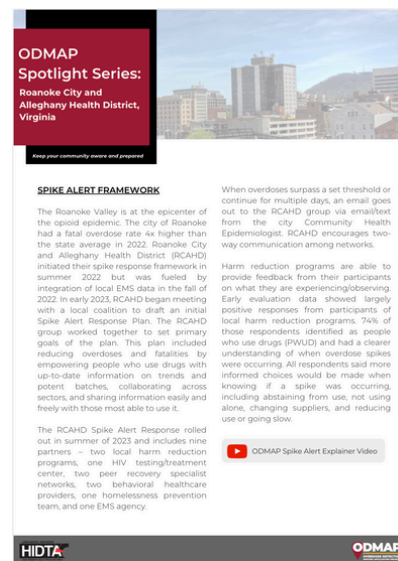 ODMAP
Spotlight Series:
Roanoke City and
Alleghany Health District,
Virginia
Keep your community aware and prepared
SPIKE ALERT FRAMEWORK
The Roanoke Valley is at the epicenter of
the opioid epidemic. The city of Roanoke
had a fatal overdose rate 4x higher than
the state average in 2022. Roanoke City
and Alleghany Health District (RCAHD)
initiated their spike response framework in
summer 2022 but was fueled by
integration of local EMS data in the fall of
2022. In early 2023, RCAHD began meeting
with a local coalition to draft an initial
Spike Alert Response Plan. The RCAHD
group worked together to set primary
goals of the plan. This plan included
reducing overdoses and fatalities by
empowering people who use drugs with
up-to-date information on trends and
potent batches, collaborating across
sectors, and sharing information easily and
freely with those most able to use it.
The RCAHD Spike Alert Response rolled
out in summer of 2023 and includes nine
partners – two local harm reduction
programs, one HIV testing/treatment
center, two peer recovery specialist
networks, two behavioral healthcare
providers, one homelessness prevention
team, and one EMS agency.
When overdoses surpass a set threshold or
continue for multiple days, an email goes
out to the RCAHD group via email/text
from the city Community Health
Epidemiologist. RCAHD encourages two-
way communication among networks.
Harm reduction programs are able to
provide feedback from their participants
on what they are experiencing/observing.
Early evaluation data showed largely
positive responses from participants of
local harm reduction programs. 74% of
those respondents identified as people
who use drugs (PWUD) and had a clearer
understanding of when overdose spikes
were occurring. All respondents said more
informed choices would be made when
knowing if a spike was occurring,
including abstaining from use, not using
alone, changing suppliers, and reducing
use or going slow.
ODMAP Spike Alert Explainer Video
HIDTA
ODMAP